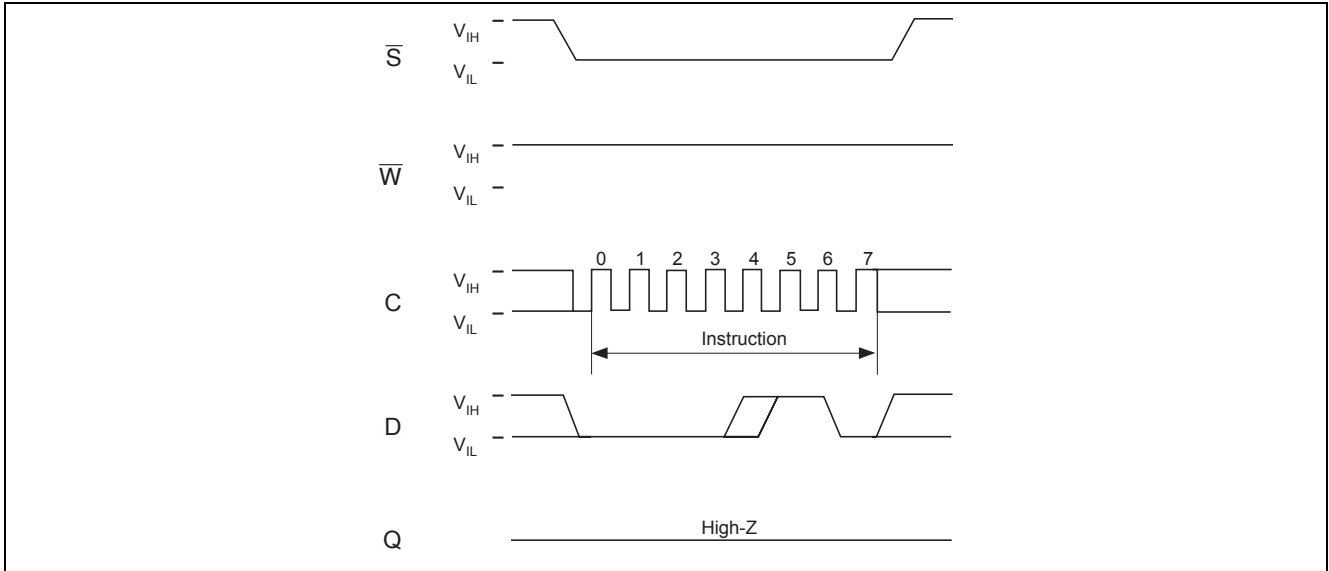 S̅
V_IH
V_IL
W̅
V_IH
V_IL
C
V_IH
V_IL
0 1 2 3 4 5 6 7
Instruction
D
V_IH
V_IL
Q
High-Z